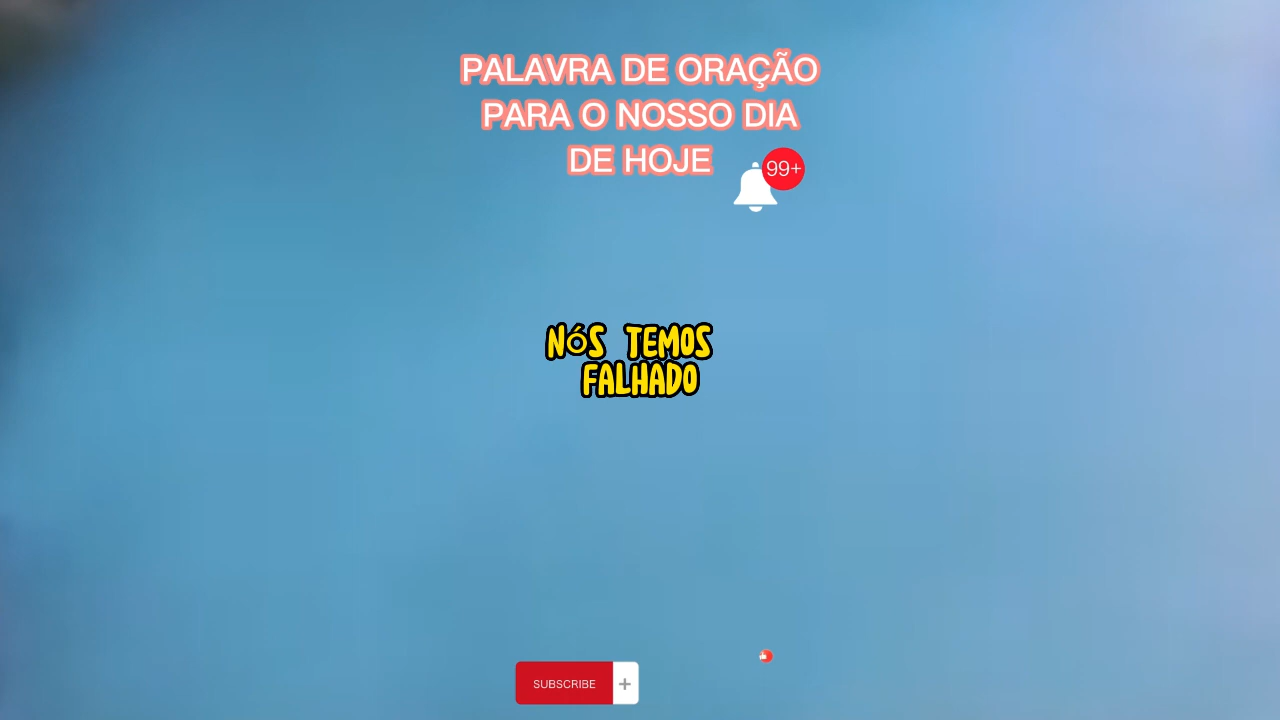 PALAVRA DE ORAÇÃO
PARA O NOSSO DIA
DE HOJE
99+
NÓS TEMOS
FALHADO
SUBSCRIBE +